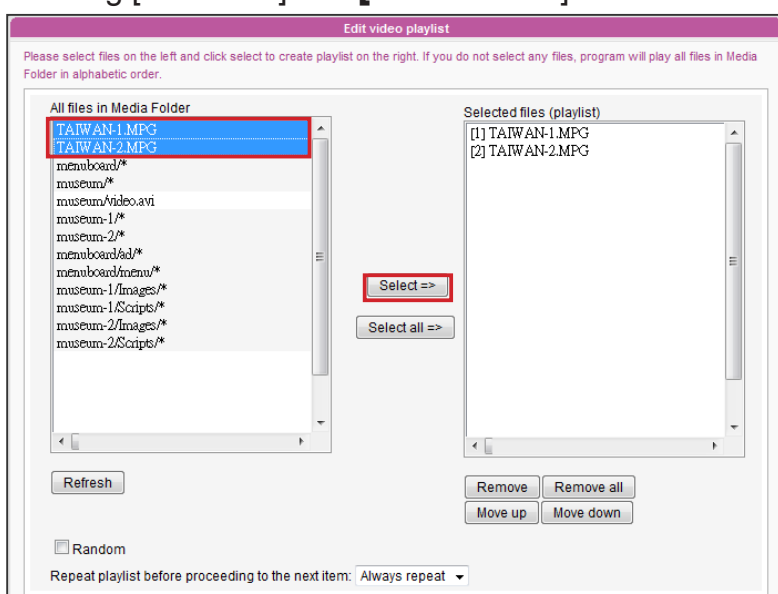 Edit video playlist
Please select files on the left and click select to create playlist on the right. If you do not select any files, program will play all files in Media
Folder in alphabetic order.
All files in Media Folder
TAIWAN-1.MPG
TAIWAN-2.MPG
menuboard/*
museum/*
museum/video.avi
museum-1/*
museum-2/*
menuboard/ad/*
menuboard/menu/*
museum-1/Images/*
museum-1/Scripts/*
museum-2/Images/*
museum-2/Scripts/*
Refresh
Select =>
Select all =>
Selected files (playlist)
[1] TAIWAN-1.MPG
[2] TAIWAN-2.MPG
Remove Remove all
Move up Move down
Random
Repeat playlist before proceeding to the next item: Always repeat